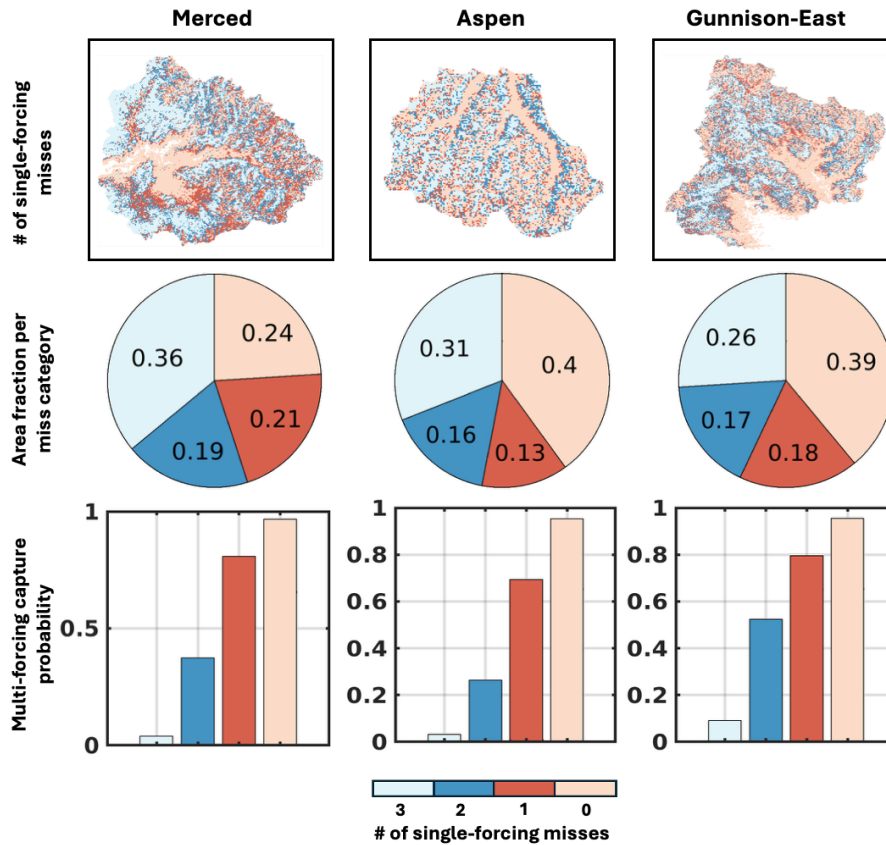 Merced
Aspen
Gunnison-East
# of single-forcing
misses
Area fraction per
miss category
0.36
0.24
0.19
0.21
0.31
0.4
0.16
0.13
0.26
0.39
0.17
0.18
Multi-forcing capture
probability
1
0.5
0
1
0.8
0.6
0.4
0.2
0
1
0.8
0.6
0.4
0.2
0
3 2 1 0
# of single-forcing misses